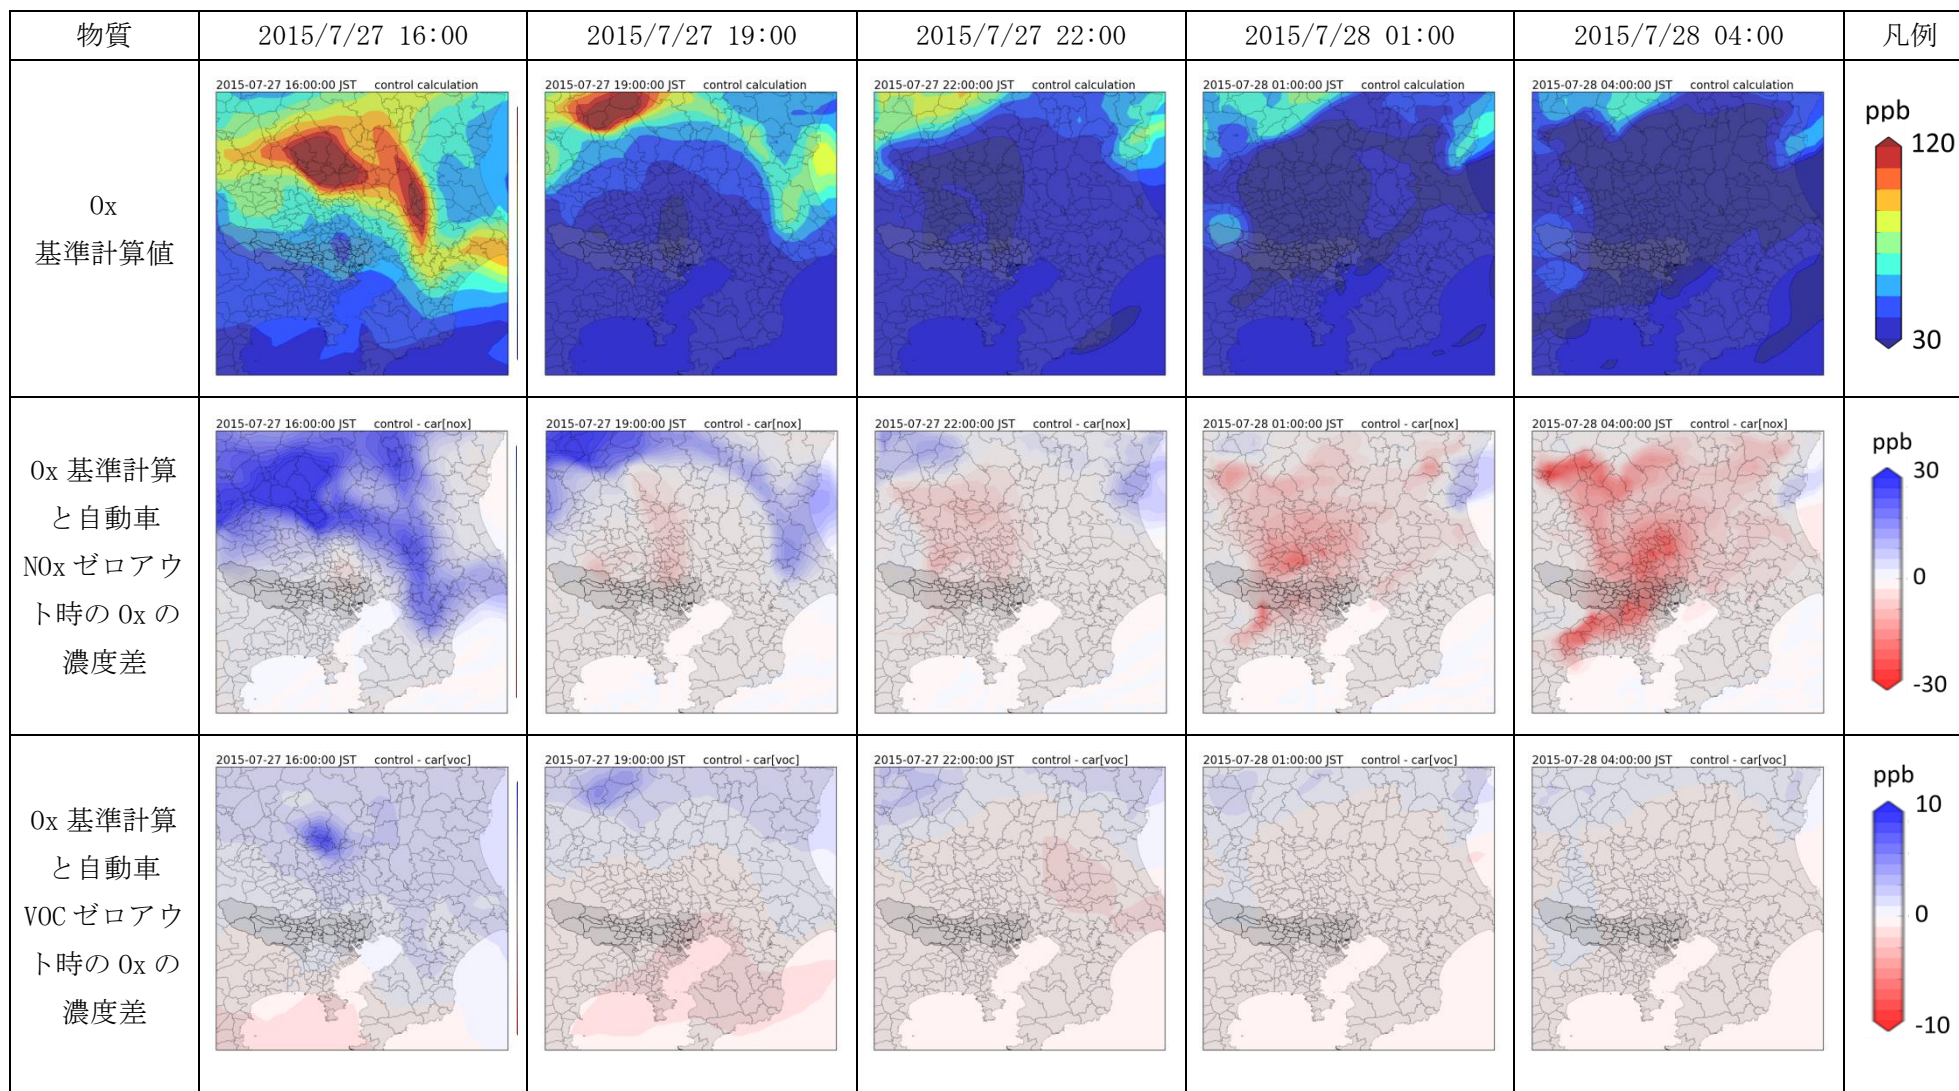 物質
2015/7/27 16:00
2015/7/27 19:00
2015/7/27 22:00
2015/7/28 01:00
2015/7/28 04:00
凡例
Ox
基準計算値
2015-07-27 16:00:00 JST control calculation
2015-07-27 19:00:00 JST control calculation
2015-07-27 22:00:00 JST control calculation
2015-07-28 01:00:00 JST control calculation
2015-07-28 04:00:00 JST control calculation
ppb
120
30
Ox 基準計算
と自動車
NOx ゼロアウ
ト時の Ox の
濃度差
2015-07-27 16:00:00 JST control - car[nox]
2015-07-27 19:00:00 JST control - car[nox]
2015-07-27 22:00:00 JST control - car[nox]
2015-07-28 01:00:00 JST control - car[nox]
2015-07-28 04:00:00 JST control - car[nox]
ppb
30
0
-30
Ox 基準計算
と自動車
VOC ゼロアウ
ト時の Ox の
濃度差
2015-07-27 16:00:00 JST control - car[voc]
2015-07-27 19:00:00 JST control - car[voc]
2015-07-27 22:00:00 JST control - car[voc]
2015-07-28 01:00:00 JST control - car[voc]
2015-07-28 04:00:00 JST control - car[voc]
ppb
10
0
-10